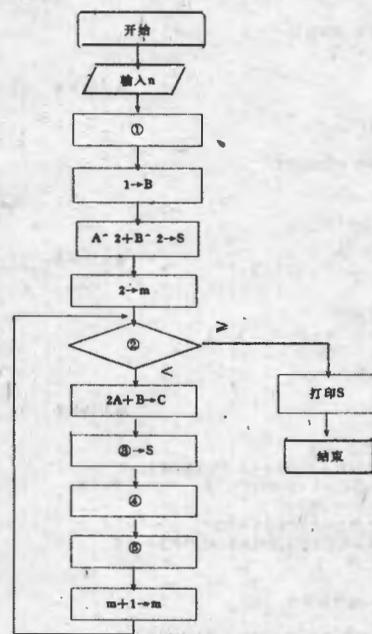 开始
输入n
①
1→B
A^2+B^2→S
2→m
②
≥
<
2A+B→C
打印S
③→S
结束
④
⑤
m+1→m